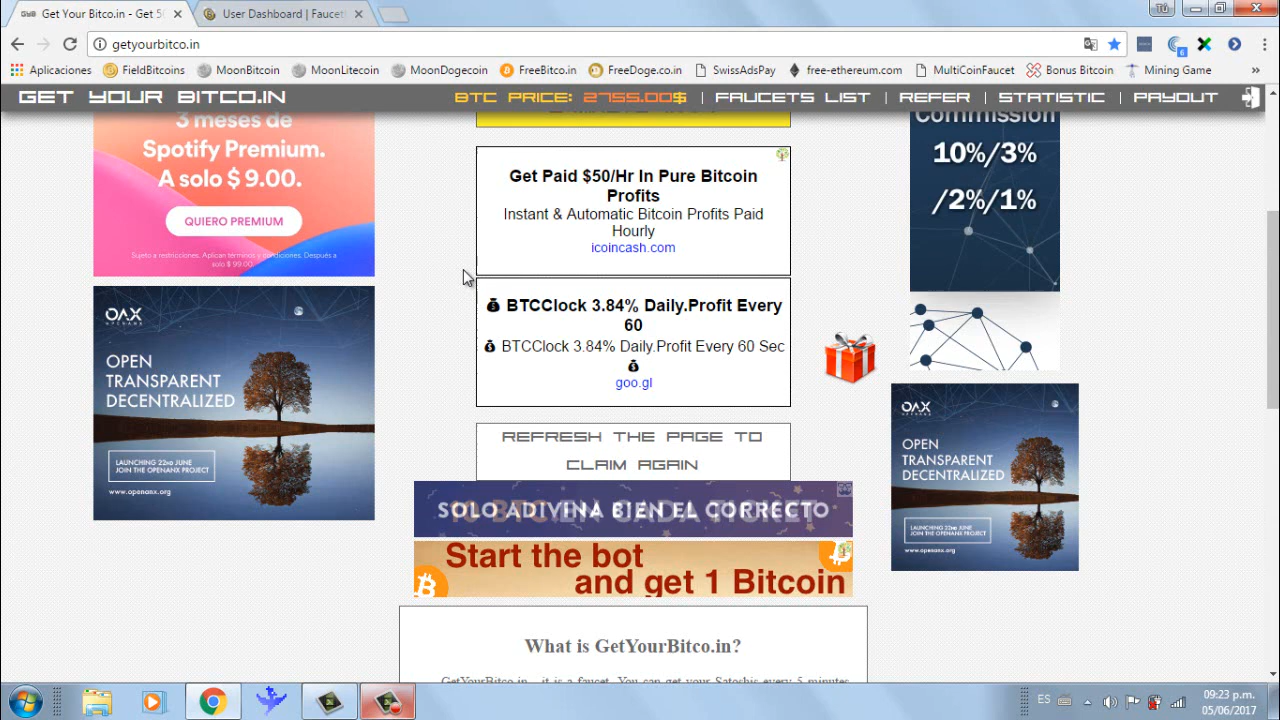 Get Your Bitco.in - Get 50
User Dashboard | Faucet
getyourbitco.in
Aplicaciones
FieldBitcoins
MoonBitcoin
MoonLitecoin
MoonDogecoin
FreeBitco.in
FreeDoge.co.in
SwissAdsPay
free-ethereum.com
MultiCoinFaucet
Bonus Bitcoin
Mining Game
»
6
GET YOUR BITCO.IN
BTC PRICE: 2755.00$ | FAUCETS LIST | REFER | STATISTIC | PAYOUT
3 meses de
Spotify Premium.
A solo $ 9.00.
QUIERO PREMIUM
Sujeto a restricciones. Aplican términos y condiciones. Después a
solo $ 99.00
OAX
OPENANX
OPEN
TRANSPARENT
DECENTRALIZED
LAUNCHING 22ND JUNE
JOIN THE OPENANX PROJECT
www.openanx.org
Get Paid $50/Hr In Pure Bitcoin
Profits
Instant & Automatic Bitcoin Profits Paid
Hourly
icoincash.com
BTCClock 3.84% Daily.Profit Every
60
BTCClock 3.84% Daily.Profit Every 60 Sec
goo.gl
REFRESH THE PAGE TO
CLAIM AGAIN
SOLO ADIVINA BIEN EL CORRECTO
Start the bot
and get 1 Bitcoin
What is GetYourBitco.in?
GetYourBitco.in - it is a faucet. You can get your Satoshis every 5 minutes
Commission
10%/3%
/2%/1%
OAX
OPEN
TRANSPARENT
DECENTRALIZED
LAUNCHING 22ND JUNE
JOIN THE OPENANX PROJECT
www.openanx.org
ES
09:23 p.m.
05/06/2017